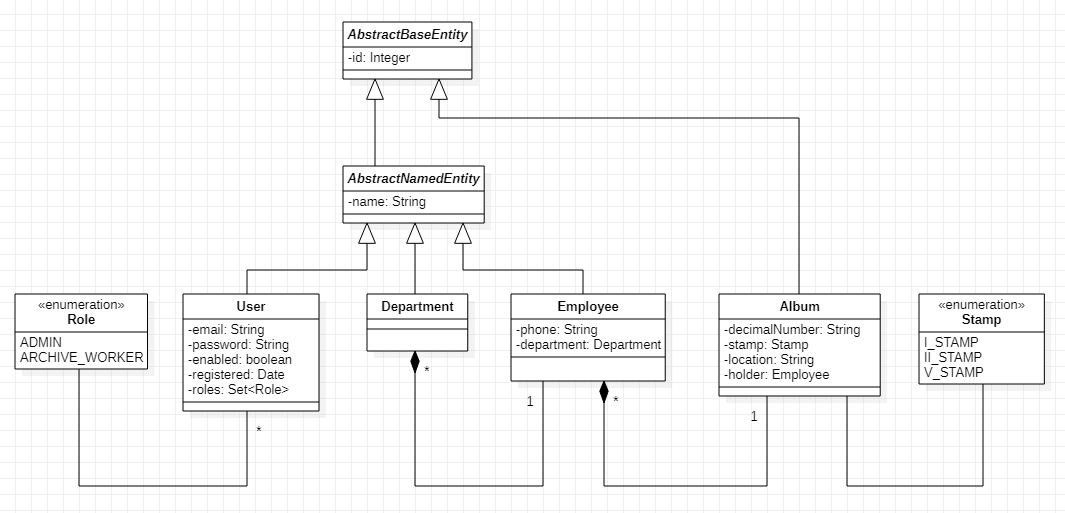 AbstractBaseEntity
-id: Integer
AbstractNamedEntity
-name: String
«enumeration»
Role
ADMIN
ARCHIVE_WORKER
User
-email: String
-password: String
-enabled: boolean
-registered: Date
-roles: Set<Role>
*
Department
*
Employee
-phone: String
-department: Department
1
*
Album
-decimalNumber: String
-stamp: Stamp
-location: String
-holder: Employee
1
«enumeration»
Stamp
I_STAMP
II_STAMP
V_STAMP